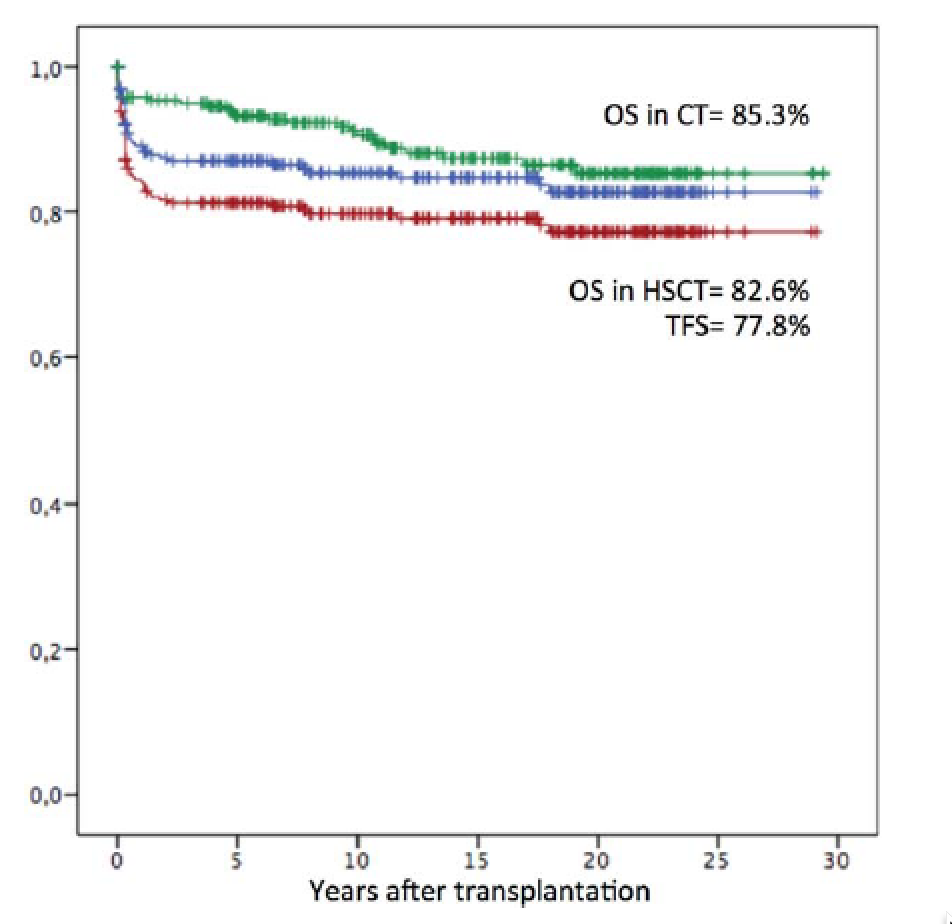 1,0
OS in CT= 85.3%
0,8
OS in HSCT= 82.6%
TFS= 77.8%
0,6
0,4
0,2
0,0
0 5 10 15 20 25 30
Years after transplantation